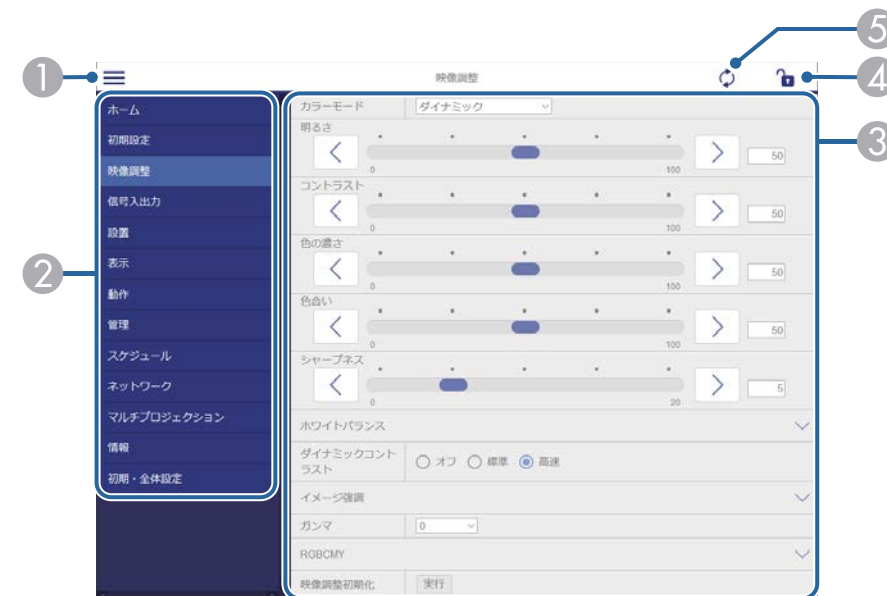 5
1
映像調整
4
ホーム
初期設定
映像調整
信号入出力
設置
表示
動作
管理
スケジュール
ネットワーク
マルチプロジェクション
情報
初期・全体設定
2
カラーモード ダイナミック
明るさ
50
0 100
コントラスト
50
0 100
色の濃さ
50
0 100
色合い
50
0 100
シャープネス
5
0 20
ホワイトバランス
ダイナミックコント
ラスト
オフ 標準 高速
イメージ強調
ガンマ 0
RGBCMY
映像調整初期化 実行
3